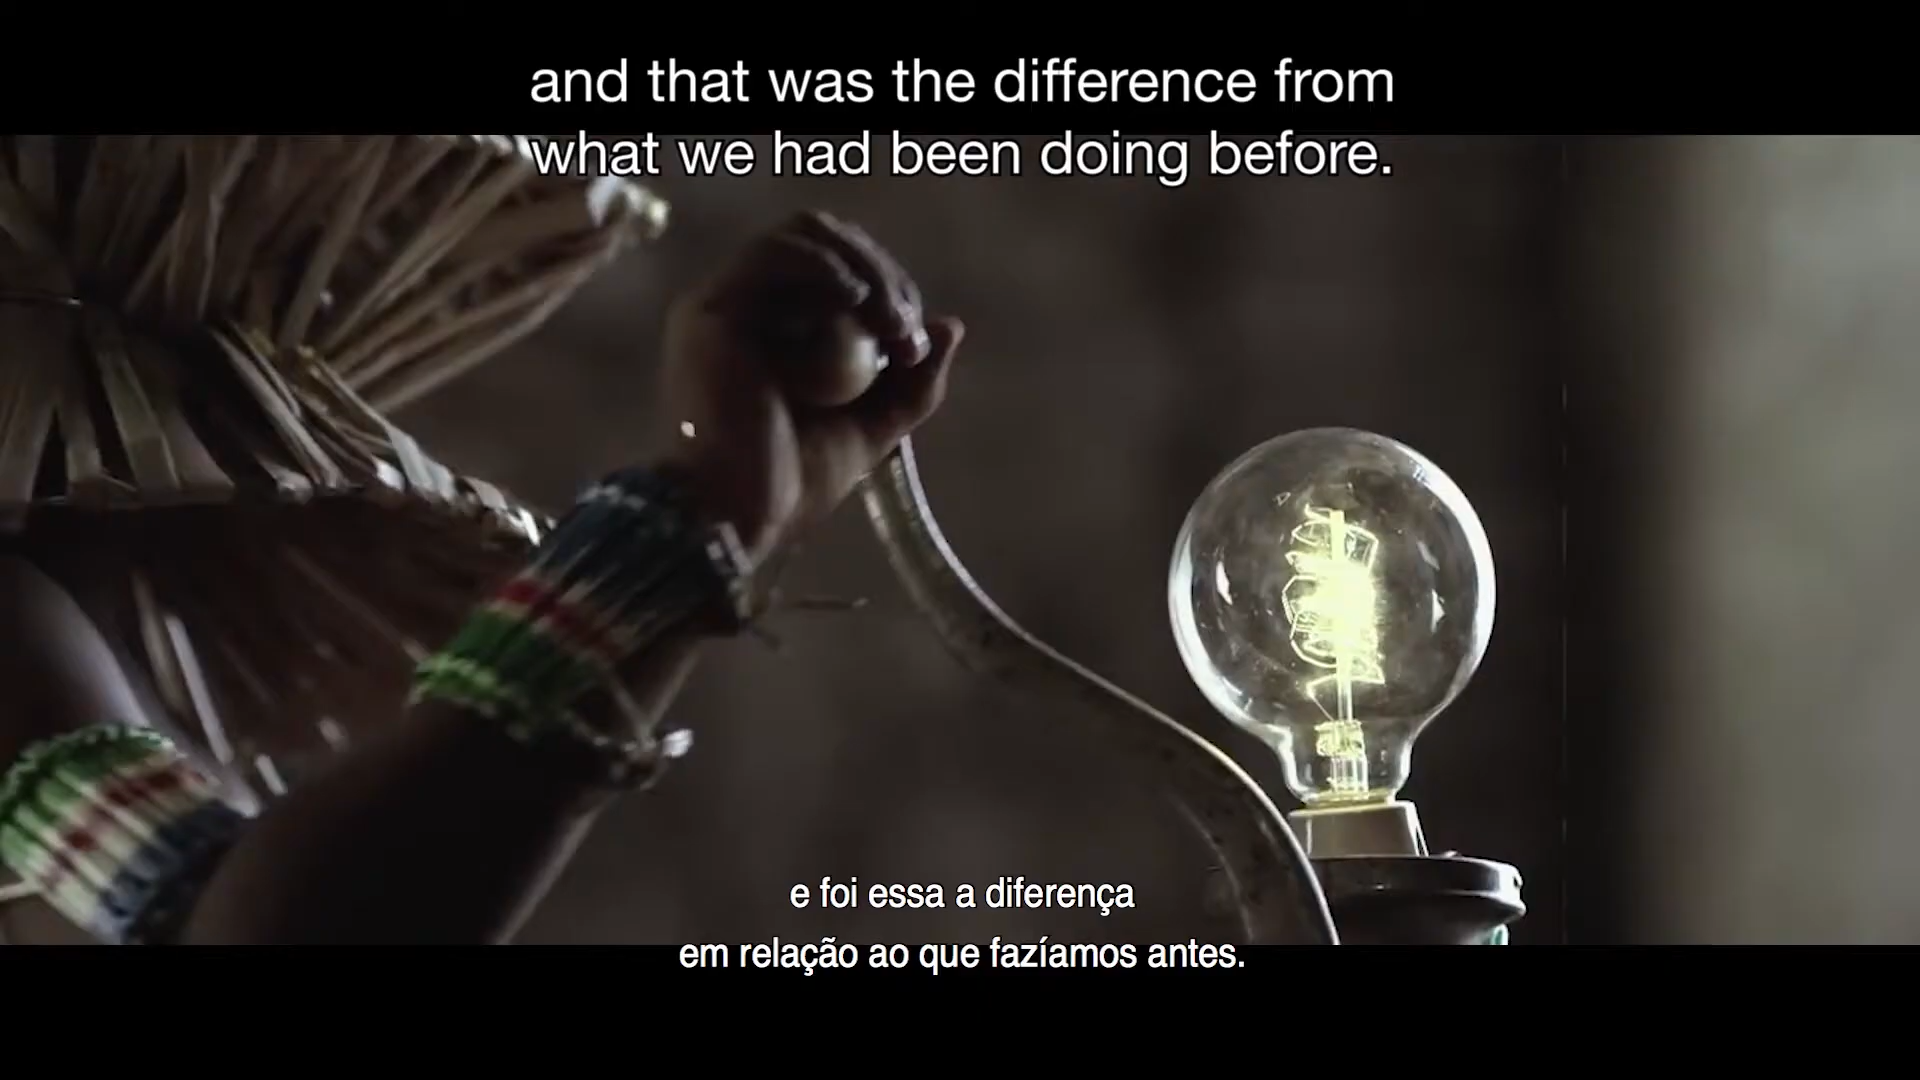 and that was the difference from
what we had been doing before.
e foi essa a diferença
em relação ao que fazíamos antes.